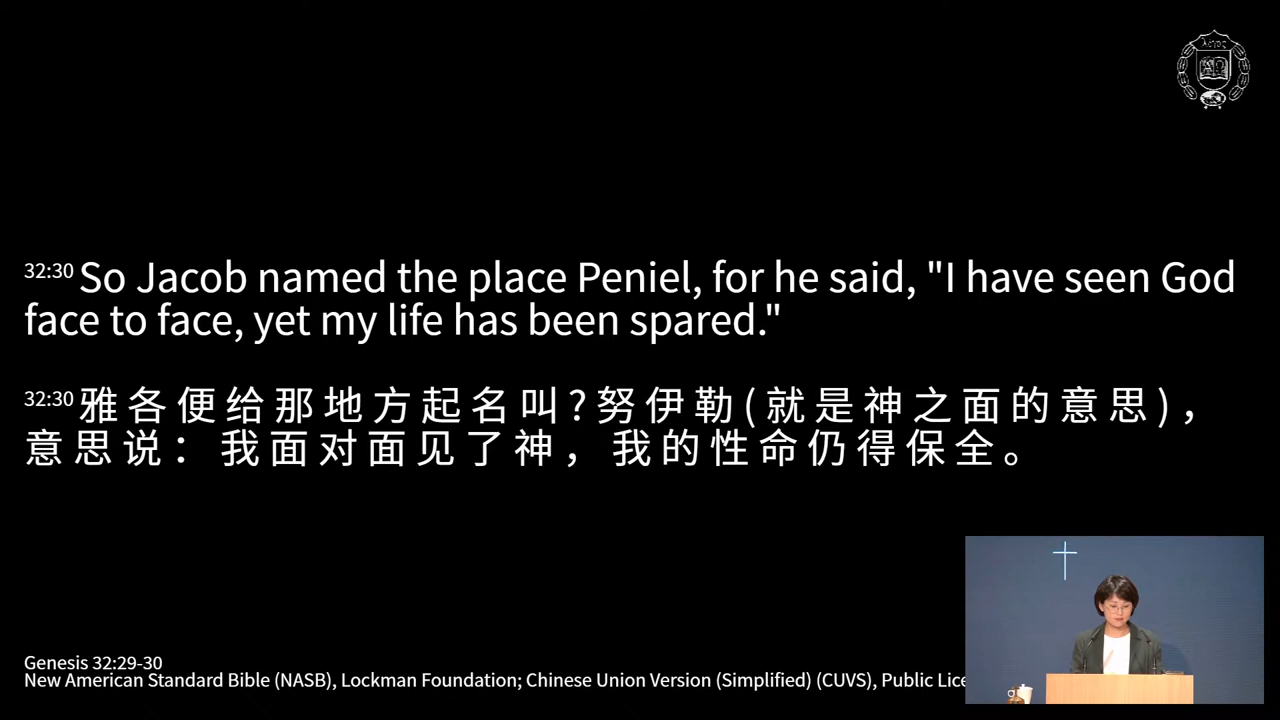 λόγος
32:30 So Jacob named the place Peniel, for he said, "I have seen God
face to face, yet my life has been spared."
32:30 雅各便给那地方起名叫?努伊勒(就是神之面的意思)，
意思说：我面对面见了神，我的性命仍得保全。
Genesis 32:29-30
New American Standard Bible (NASB), Lockman Foundation; Chinese Union Version (Simplified) (CUVS), Public Lice